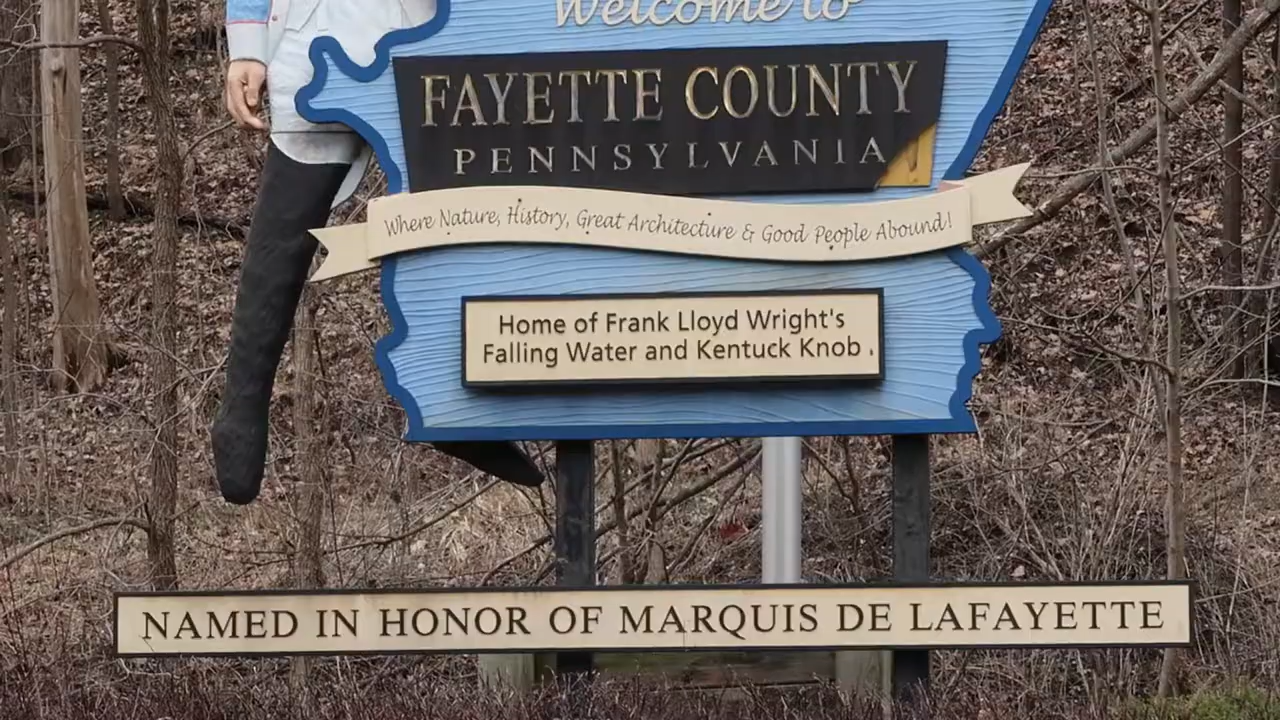 Welcome to
FAYETTE COUNTY
PENNSYLVANIA
Where Nature, History, Great Architecture & Good People Abound!
Home of Frank Lloyd Wright's
Falling Water and Kentuck Knob .
NAMED IN HONOR OF MARQUIS DE LAFAYETTE